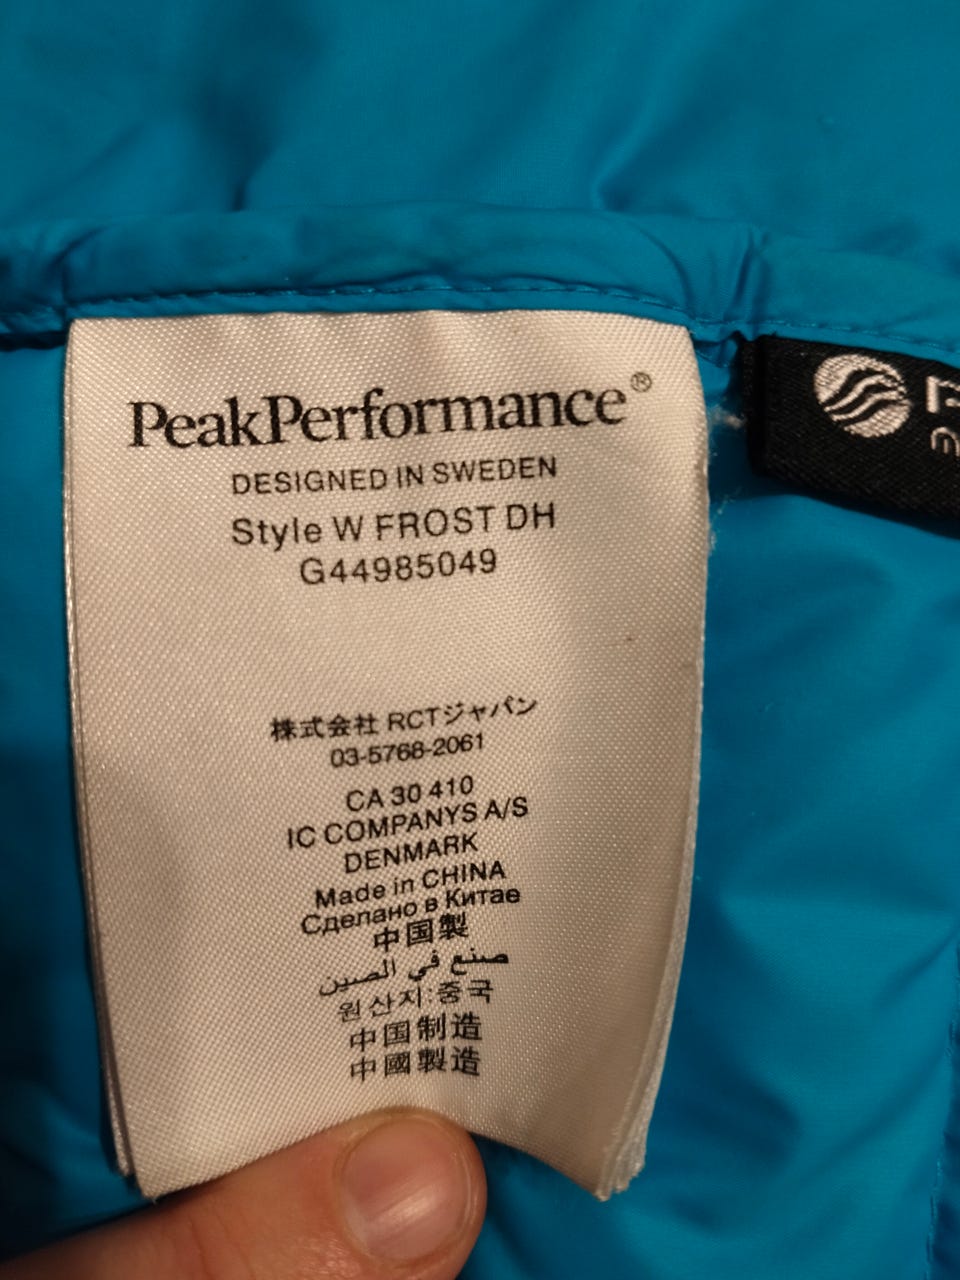 PeakPerformance®
DESIGNED IN SWEDEN
Style W FROST DH
G44985049
株式会社 RCTジャパン
03-5768-2061
CA 30 410
IC COMPANYS A/S
DENMARK
Made in CHINA
Сделано в Китае
中国製
صنع في الصين
원산지:중국
中国制造
中國製造